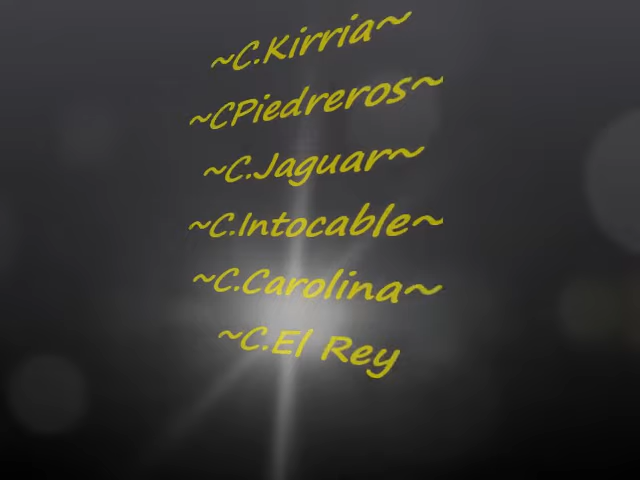 ~C.Kirria~
~CPiedreros~
~C.Jaguar~
~C.Intocable~
~C.Carolina~
~C.El Rey